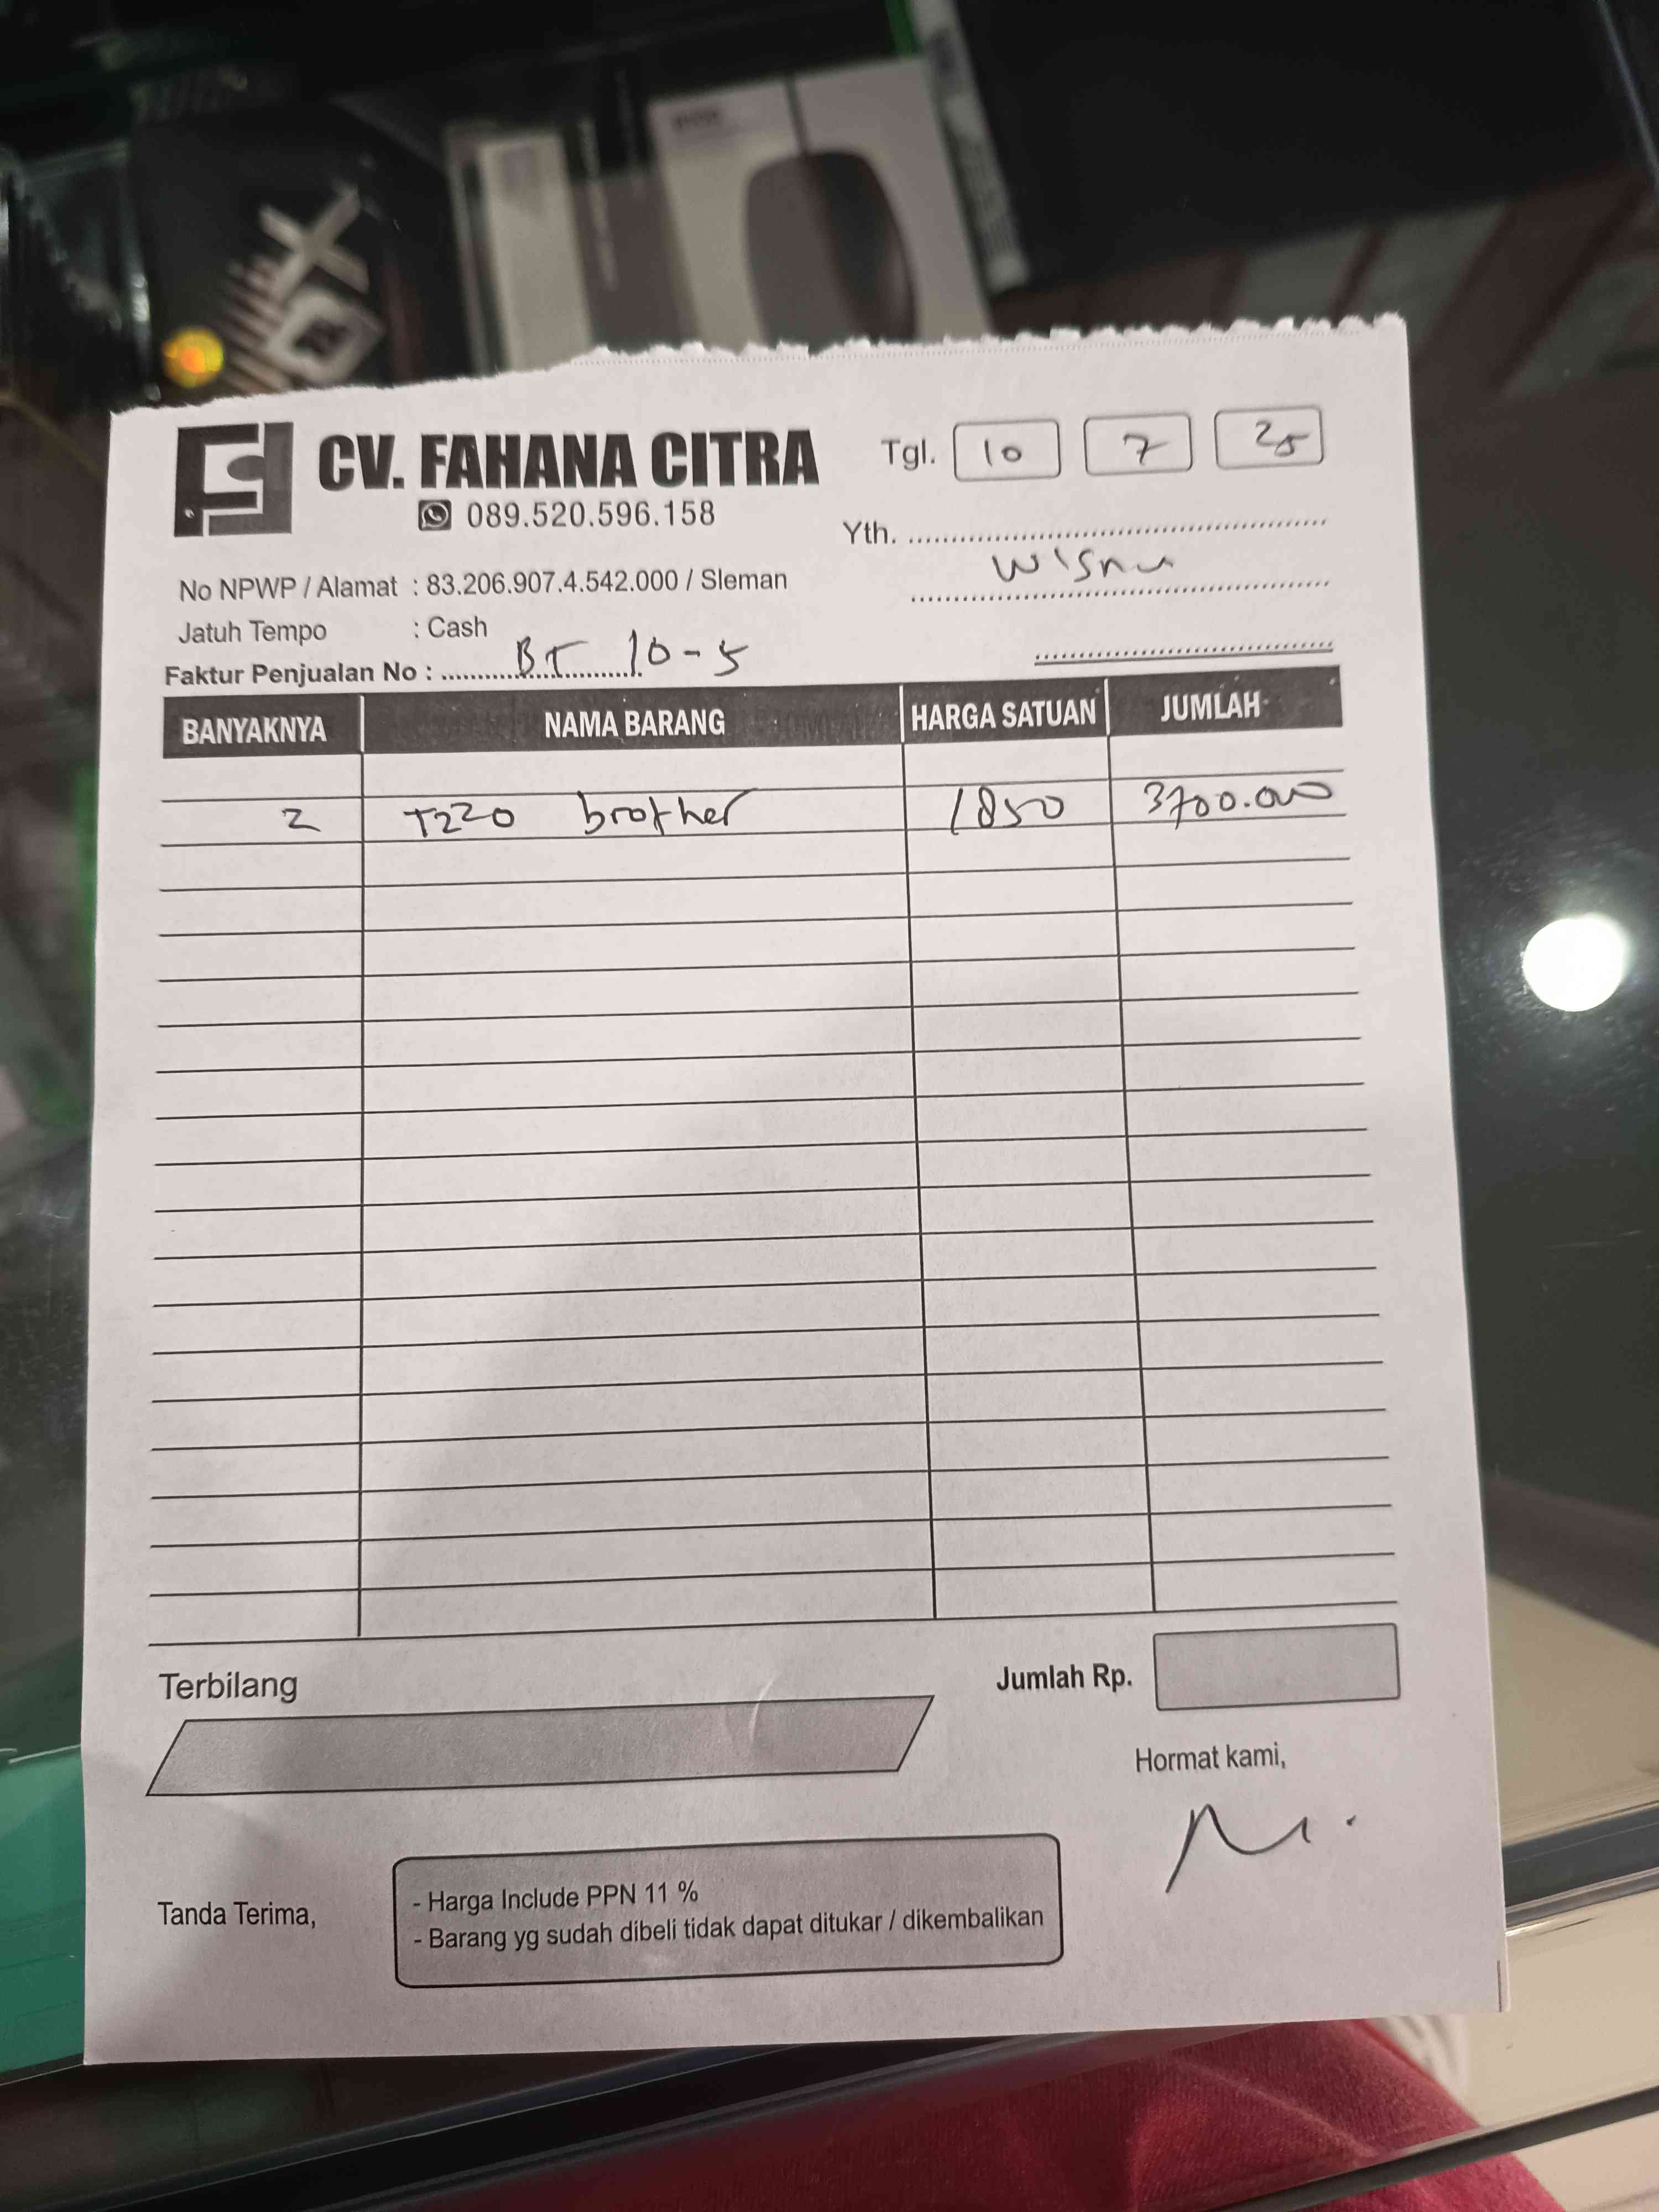 CV. FAHANA CITRA
089.520.596.158
Tgl. 10 7 25
Yth.
Wisnu
No NPWP / Alamat : 83.206.907.4.542.000 / Sleman
Jatuh Tempo : Cash
Faktur Penjualan No : BT 10-5
BANYAKNYA NAMA BARANG HARGA SATUAN JUMLAH
2 T220 brother 1850 3700.000
Terbilang
Jumlah Rp.
Hormat kami,
Tanda Terima,
- Harga Include PPN 11 %
- Barang yg sudah dibeli tidak dapat ditukar / dikembalikan